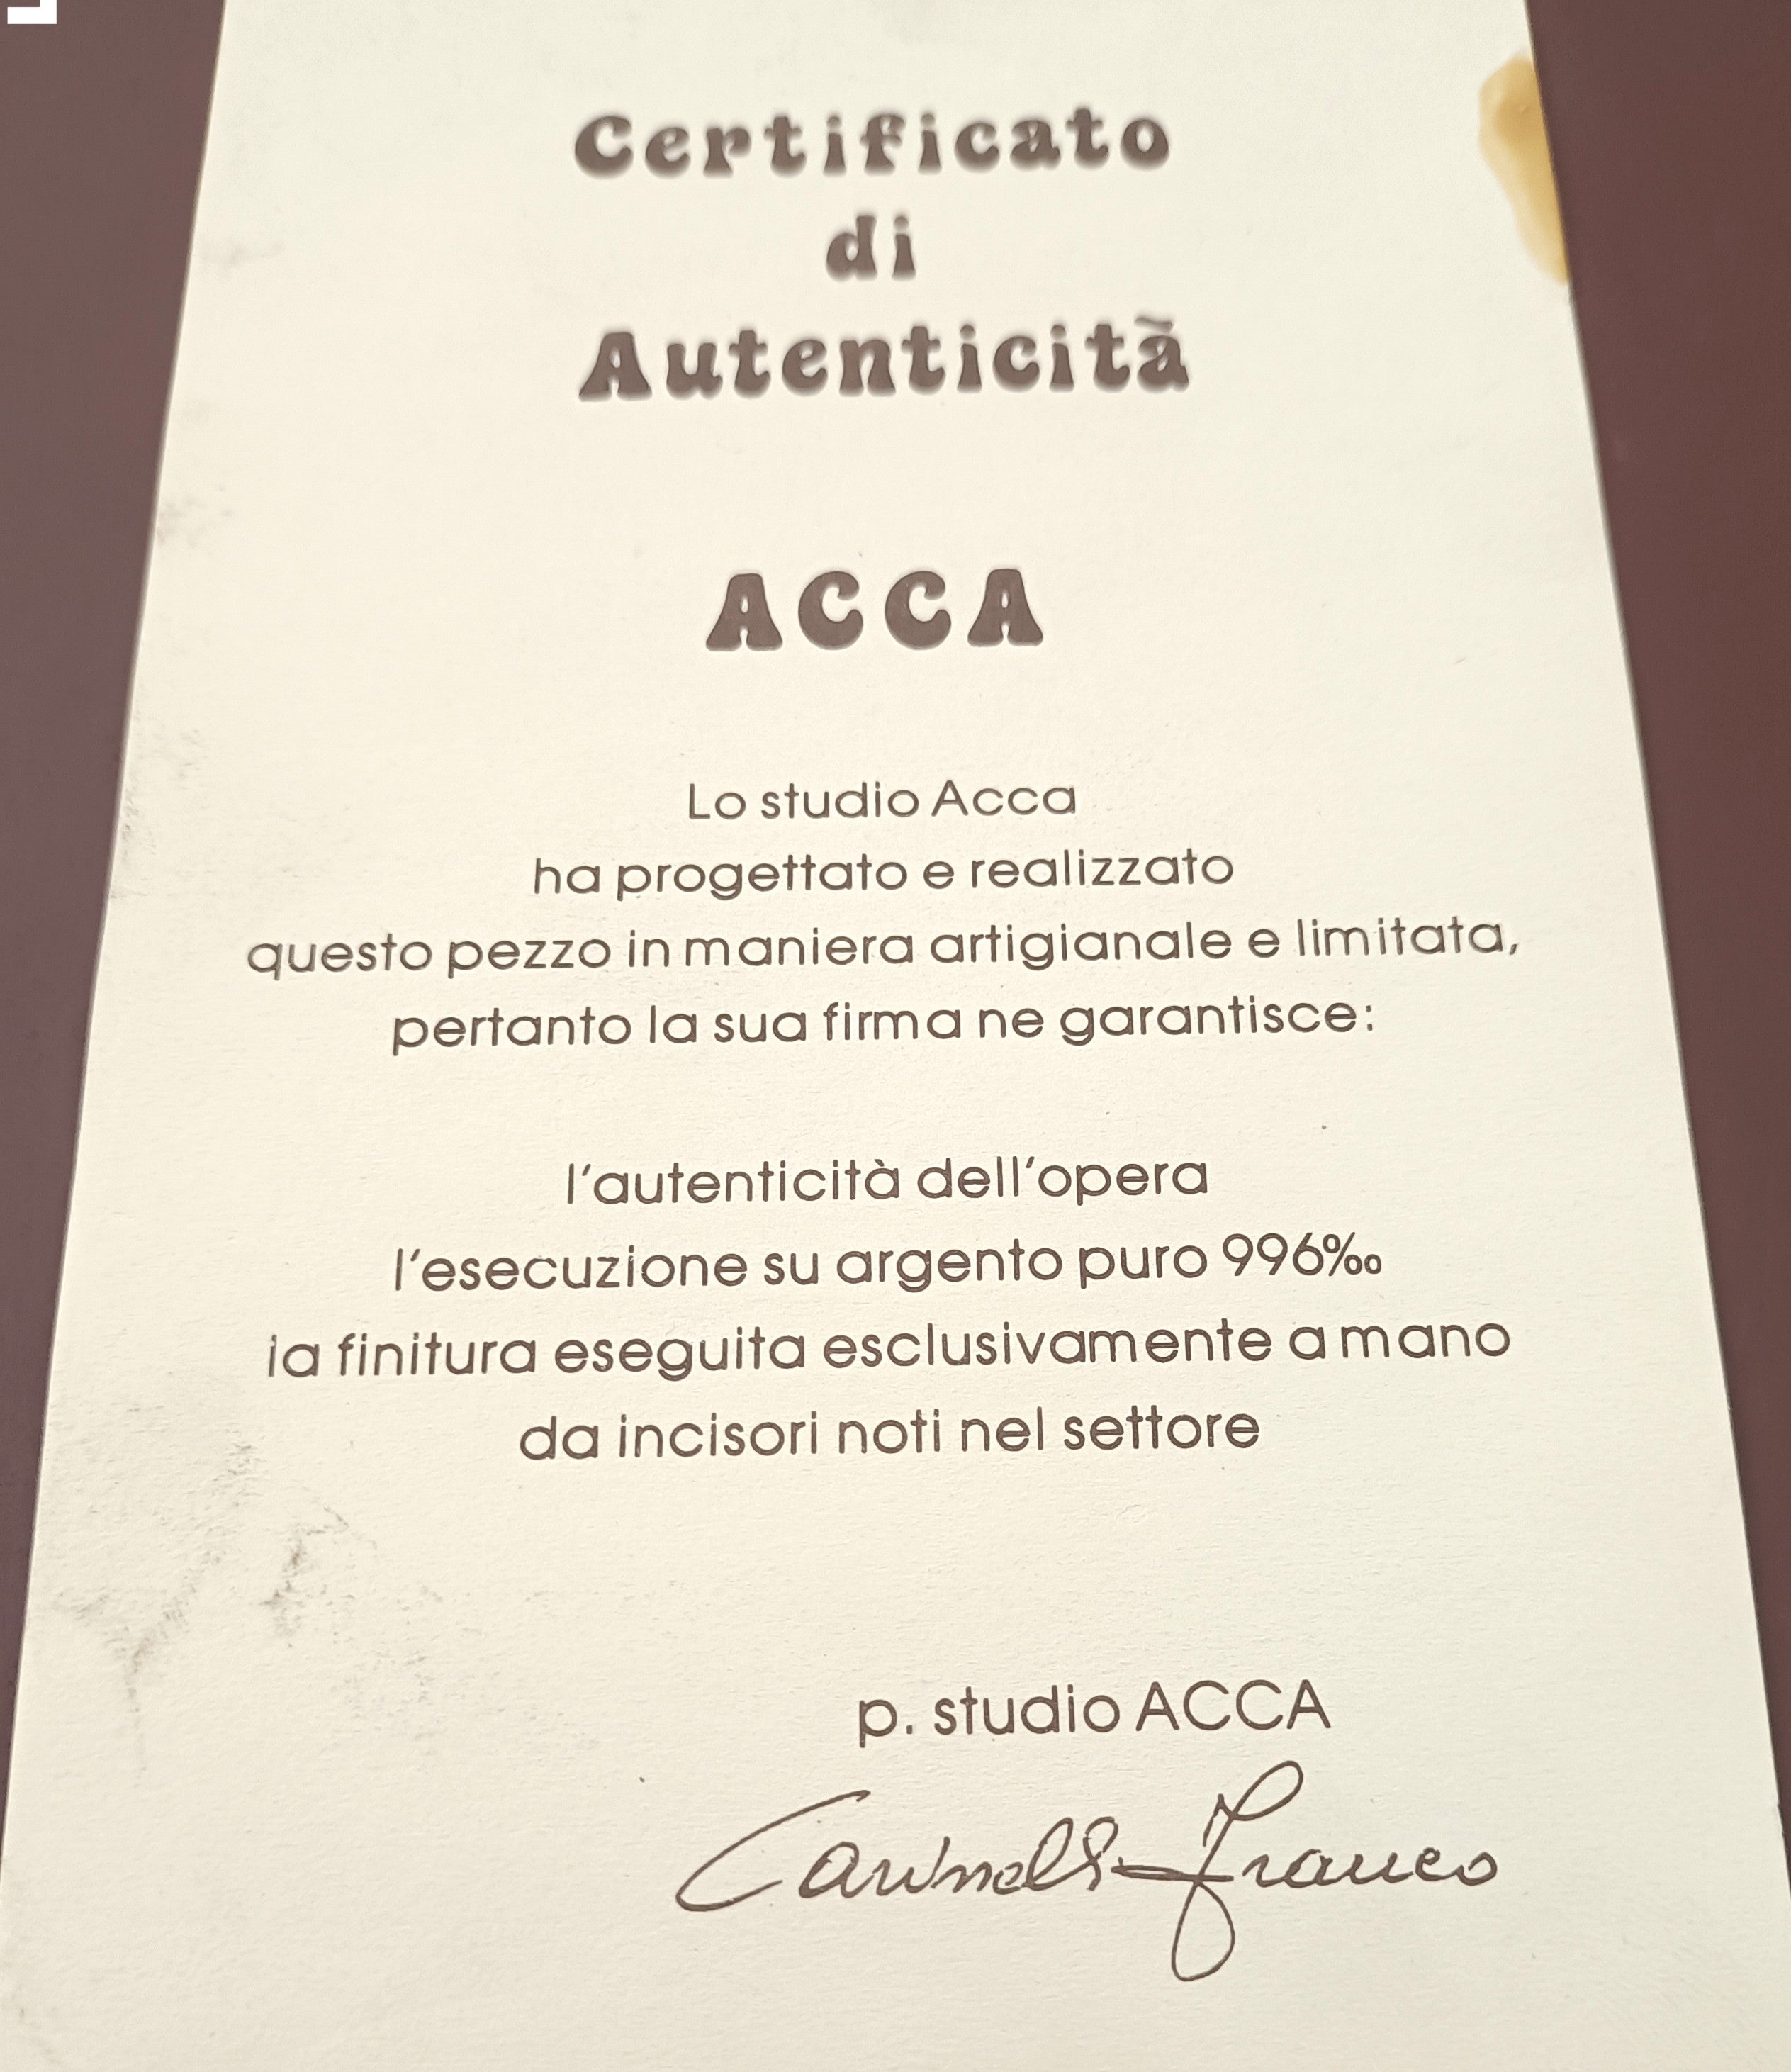 Certificato
di
Autenticità
ACCA
Lo studio Acca
ha progettato e realizzato
questo pezzo in maniera artigianale e limitata,
pertanto la sua firma ne garantisce:
l'autenticità dell'opera
l'esecuzione su argento puro 996‰
la finitura eseguita esclusivamente a mano
da incisori noti nel settore
p. studio ACCA
Franco